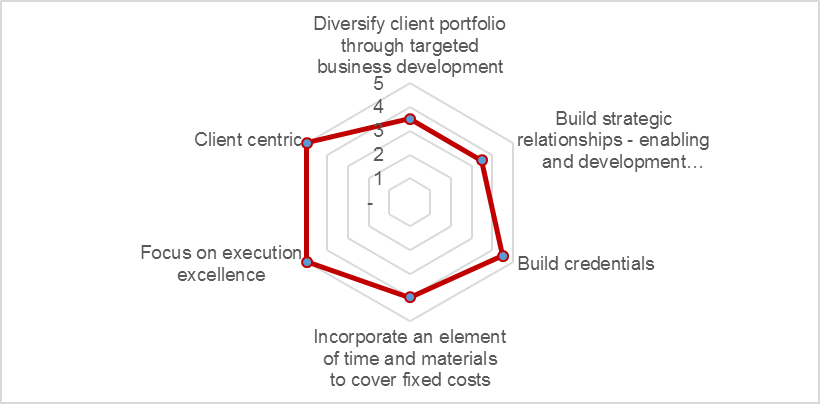 Diversify client portfolio
through targeted
business development
5
4
3
2
1
-
Build strategic
relationships - enabling
and development…
Client centric
Focus on execution
excellence
Build credentials
Incorporate an element
of time and materials
to cover fixed costs